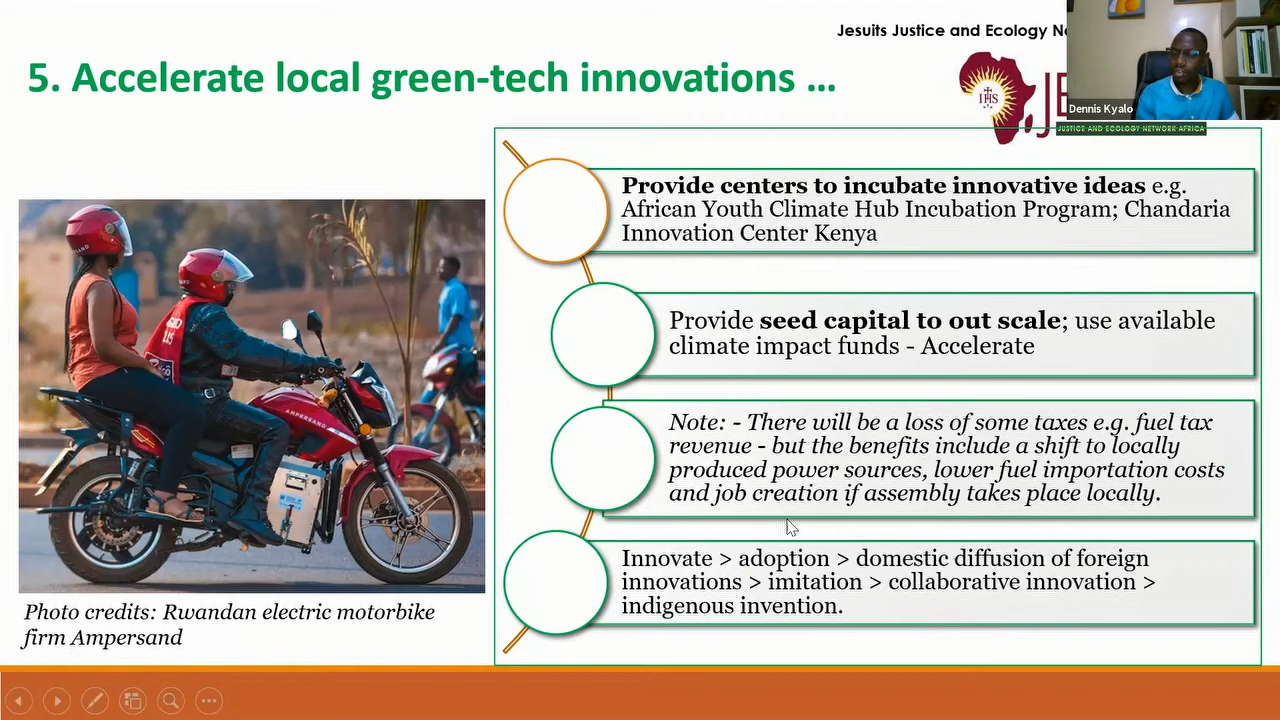 Jesuits Justice and Ecology
5. Accelerate local green-tech innovations ...
IHS
Dennis Kyalo
JUSTICE AND ECOLOGY NETWORK AFRICA
Provide centers to incubate innovative ideas e.g.
African Youth Climate Hub Incubation Program; Chandaria
Innovation Center Kenya
Provide seed capital to out scale; use available
climate impact funds - Accelerate
AMPERSAND
Note: - There will be a loss of some taxes e.g. fuel tax
revenue - but the benefits include a shift to locally
produced power sources, lower fuel importation costs
and job creation if assembly takes place locally.
Innovate > adoption > domestic diffusion of foreign
innovations > imitation > collaborative innovation >
indigenous invention.
Photo credits: Rwandan electric motorbike
firm Ampersand